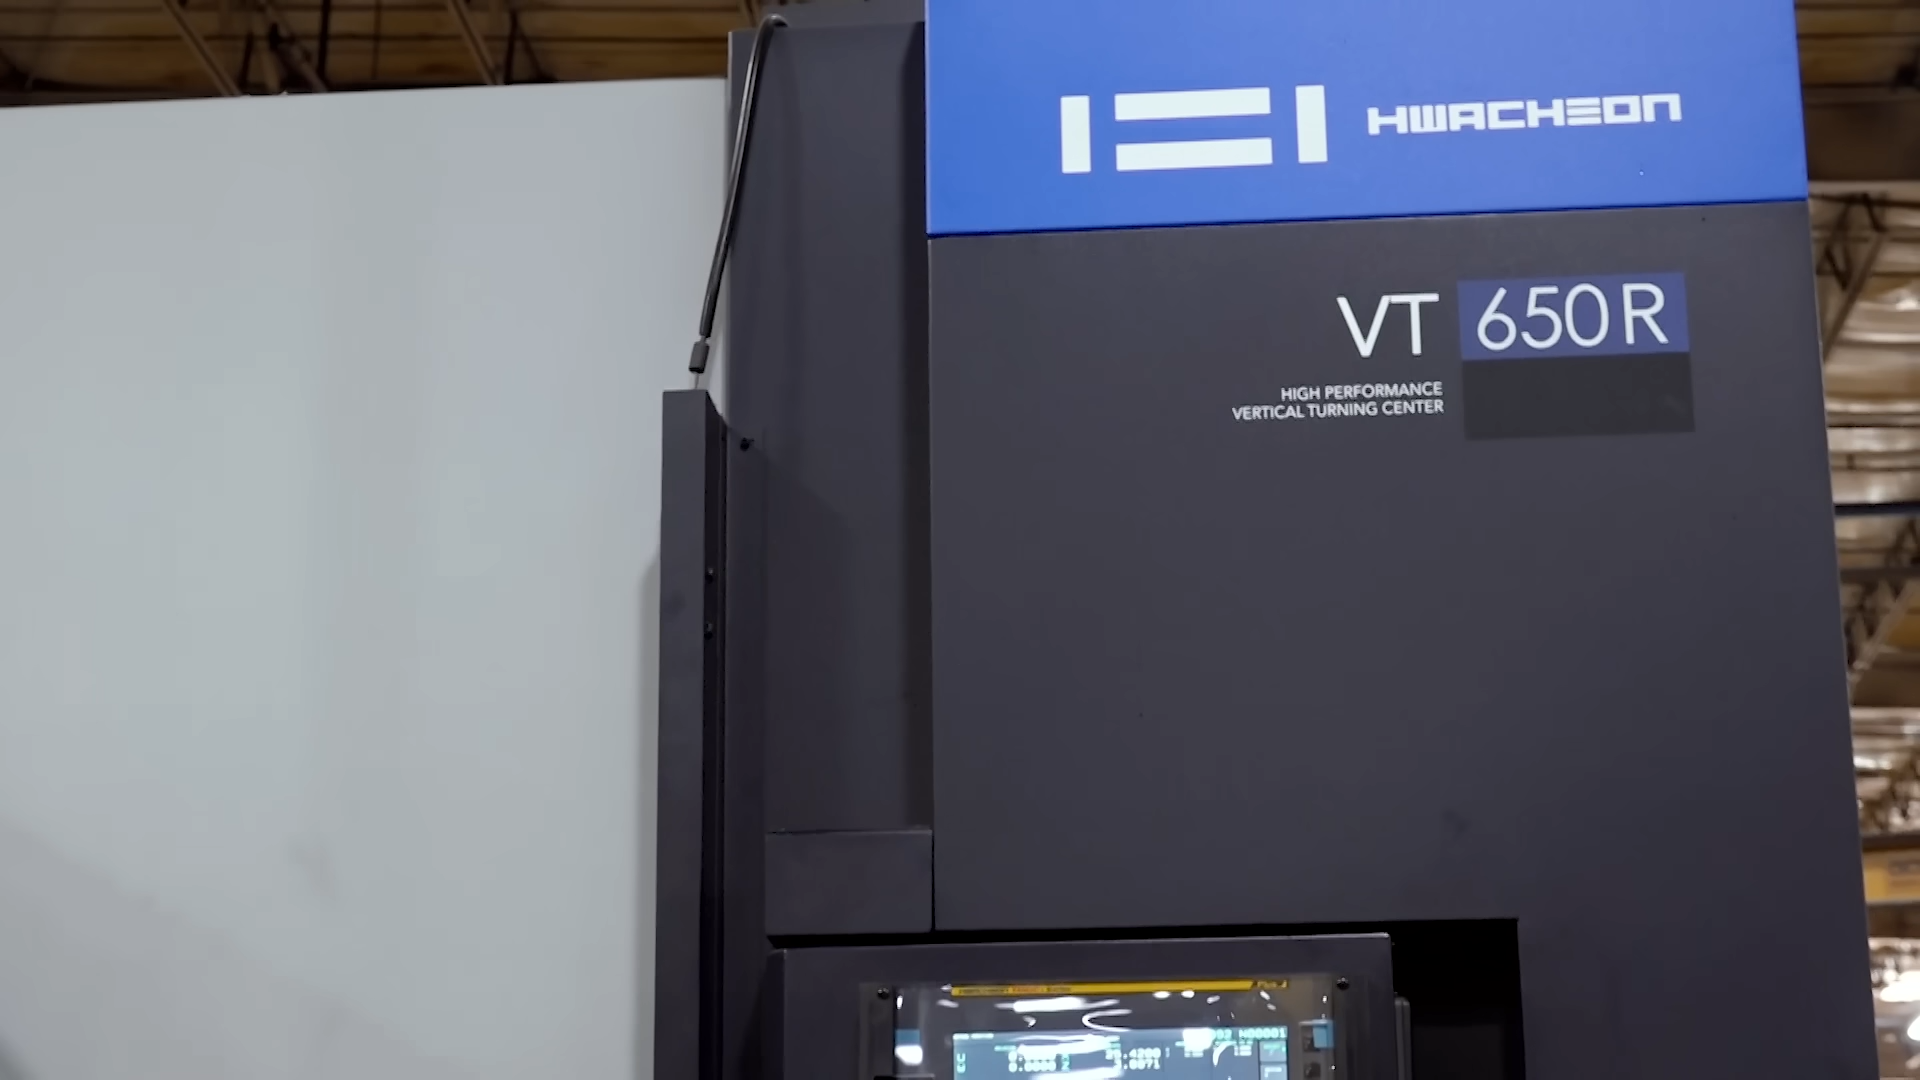 HWACHEON
VT 650R
HIGH PERFORMANCE
VERTICAL TURNING CENTER